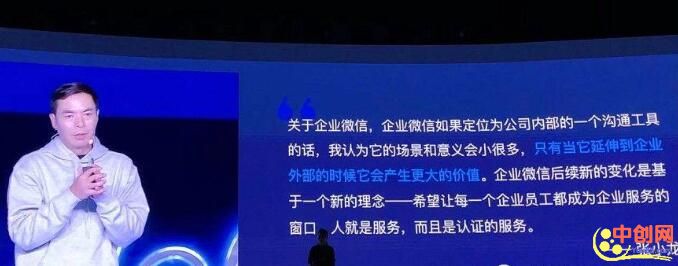 关于企业微信，企业微信如果定位为公司内部的一个沟通工具
的话，我认为它的场景和意义会小很多，只有当它延伸到企业
外部的时候它会产生更大的价值。企业微信后续新的变化是基
于一个新的理念——希望让每一个企业员工都成为企业服务的
窗口，人就是服务，而且是认证的服务。
张小龙
中创网